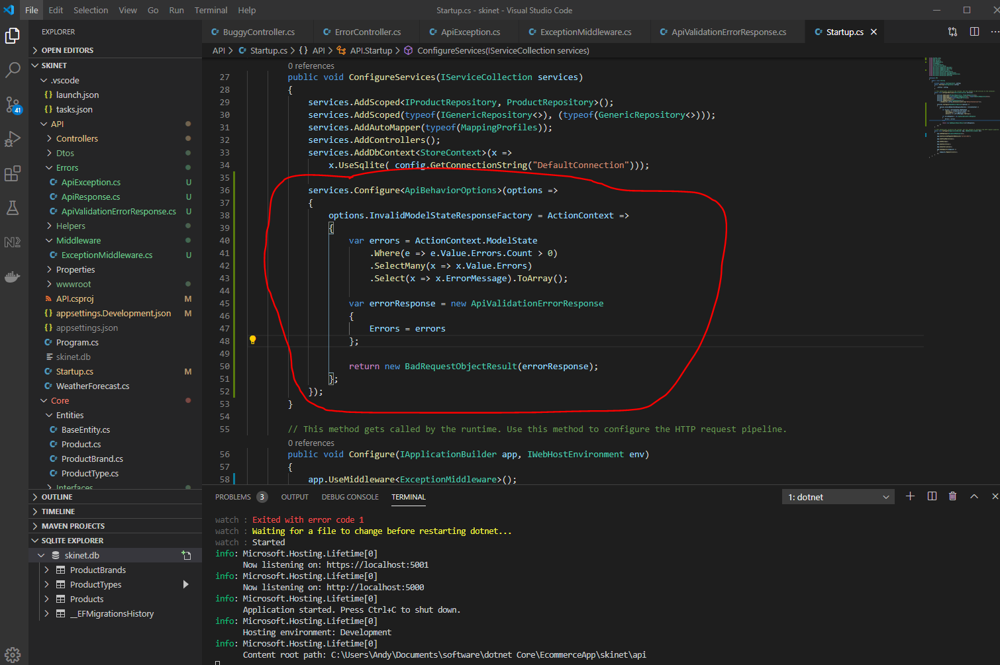 File Edit Selection View Go Run Terminal Help
Startup.cs - skinet - Visual Studio Code
EXPLORER
OPEN EDITORS
SKINET
.vscode
{} launch.json
{} tasks.json
API
Controllers
Dtos
Errors
C# ApiException.cs U
C# ApiResponse.cs U
C# ApiValidationErrorResponse.cs U
Helpers
Middleware
C# ExceptionMiddleware.cs U
Properties
wwwroot
API.csproj M
{} appsettings.Development.json M
{} appsettings.json
C# Program.cs
skinet.db
C# Startup.cs M
C# WeatherForecast.cs
Core
Entities
C# BaseEntity.cs
C# Product.cs
C# ProductBrand.cs
C# ProductType.cs
Interfaces
OUTLINE
TIMELINE
MAVEN PROJECTS
SQLITE EXPLORER
skinet.db
ProductBrands
ProductTypes
Products
__EFMigrationsHistory
41
C# BuggyController.cs
C# ErrorController.cs
C# ApiException.cs
C# ExceptionMiddleware.cs
C# ApiValidationErrorResponse.cs
C# Startup.cs
API > C# Startup.cs > {} API > API.Startup > ConfigureServices(IServiceCollection services)
0 references
27 public void ConfigureServices(IServiceCollection services)
28 {
29 services.AddScoped<IProductRepository, ProductRepository>();
30 services.AddScoped(typeof(IGenericRepository<>), (typeof(GenericRepository<>)));
31 services.AddAutoMapper(typeof(MappingProfiles));
32 services.AddControllers();
33 services.AddDbContext<StoreContext>(x =>
34 x.UseSqlite( config.GetConnectionString("DefaultConnection")));
35
36 services.Configure<ApiBehaviorOptions>(options =>
37 {
38 options.InvalidModelStateResponseFactory = ActionContext =>
39 {
40 var errors = ActionContext.ModelState
41 .Where(e => e.Value.Errors.Count > 0)
42 .SelectMany(x => x.Value.Errors)
43 .Select(x => x.ErrorMessage).ToArray();
44
45 var errorResponse = new ApiValidationErrorResponse
46 {
47 Errors = errors
48 };
49
50 return new BadRequestObjectResult(errorResponse);
51 };
52 });
53 }
54
55 // This method gets called by the runtime. Use this method to configure the HTTP request pipeline.
0 references
56 public void Configure(IApplicationBuilder app, IWebHostEnvironment env)
57 {
58 app.UseMiddleware<ExceptionMiddleware>();
PROBLEMS 3 OUTPUT DEBUG CONSOLE TERMINAL
1: dotnet
watch : Exited with error code 1
watch : Waiting for a file to change before restarting dotnet...
watch : Started
info: Microsoft.Hosting.Lifetime[0]
Now listening on: https://localhost:5001
info: Microsoft.Hosting.Lifetime[0]
Now listening on: http://localhost:5000
info: Microsoft.Hosting.Lifetime[0]
Application started. Press Ctrl+C to shut down.
info: Microsoft.Hosting.Lifetime[0]
Hosting environment: Development
info: Microsoft.Hosting.Lifetime[0]
Content root path: C:\Users\Andy\Documents\software\dotnet Core\EcommerceApp\skinet\api